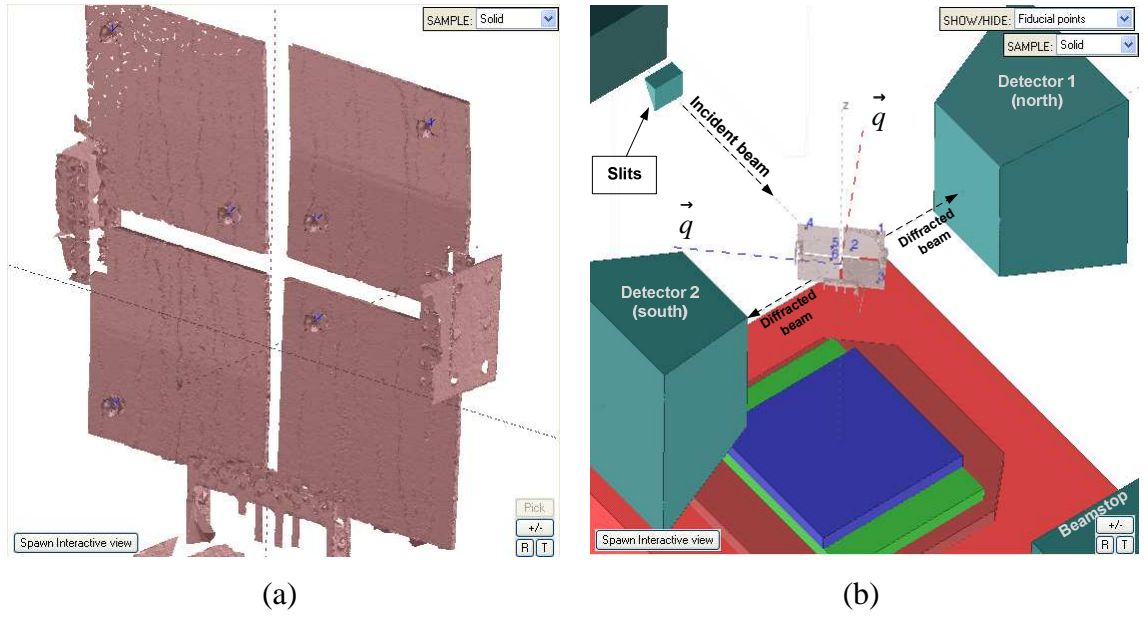 SAMPLE: Solid
Pick
+/-
R T
Spawn Interactive view
(a)
SHOW/HIDE: Fiducial points
SAMPLE: Solid
Detector 1
(north)
Incident beam
Slits
z
q
q
4
1
5
2
6
3
Diffracted
beam
Detector 2
(south)
Diffracted
beam
Beamstop
+/-
R T
Spawn Interactive view
(b)